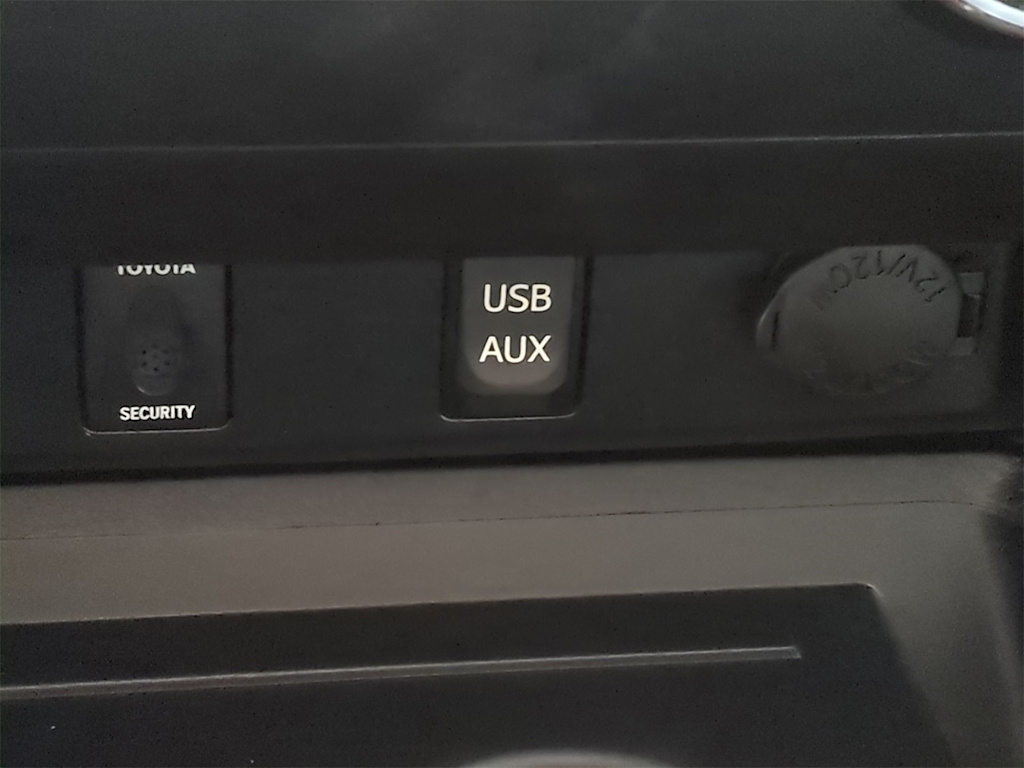 TOYOTA
SECURITY
USB
AUX
12V/120W